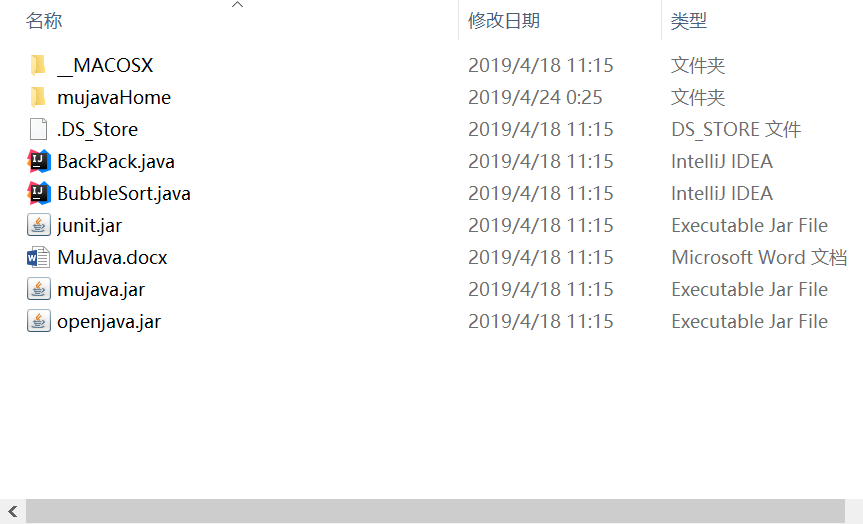 名称 修改日期 类型
__MACOSX 2019/4/18 11:15 文件夹
mujavaHome 2019/4/24 0:25 文件夹
.DS_Store 2019/4/18 11:15 DS_STORE 文件
BackPack.java 2019/4/18 11:15 IntelliJ IDEA
BubbleSort.java 2019/4/18 11:15 IntelliJ IDEA
junit.jar 2019/4/18 11:15 Executable Jar File
MuJava.docx 2019/4/18 11:15 Microsoft Word 文档
mujava.jar 2019/4/18 11:15 Executable Jar File
openjava.jar 2019/4/18 11:15 Executable Jar File